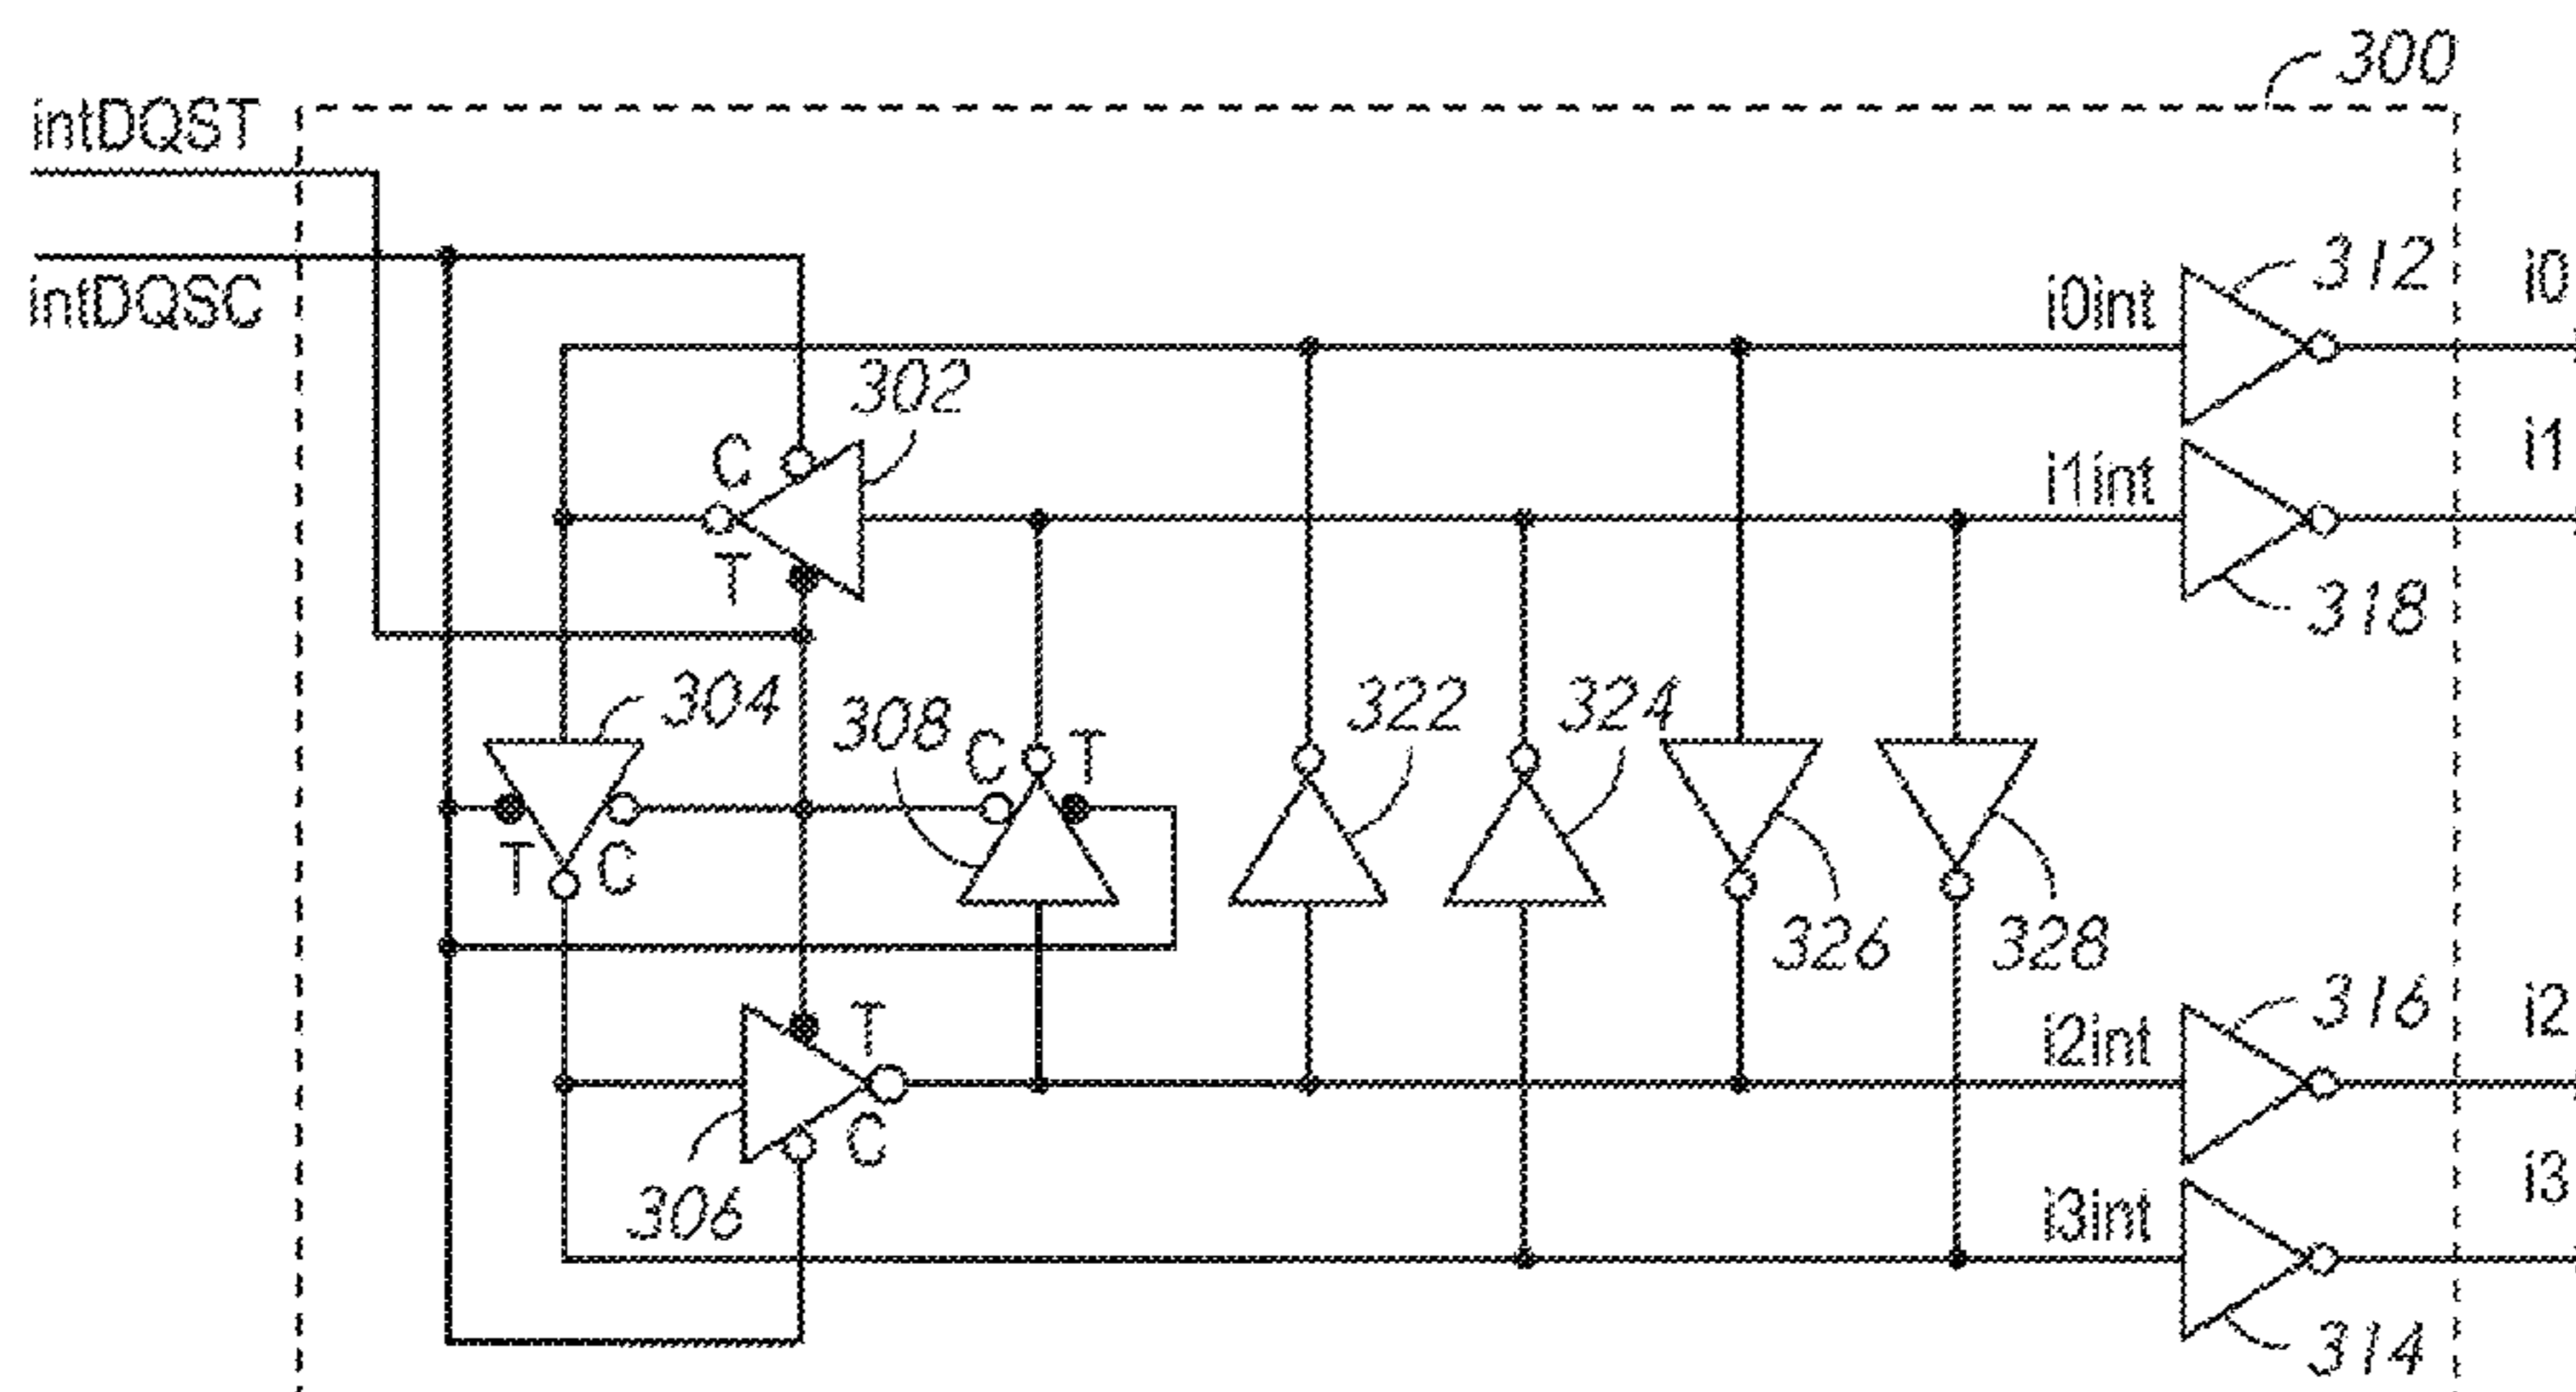 300
intDQST
intDQSC
312
i0int
i0
302
C
i1int
i1
T
318
304
308
C
T
322
324
T
C
326
328
T
316
i2int
i2
C
306
i3int
i3
314